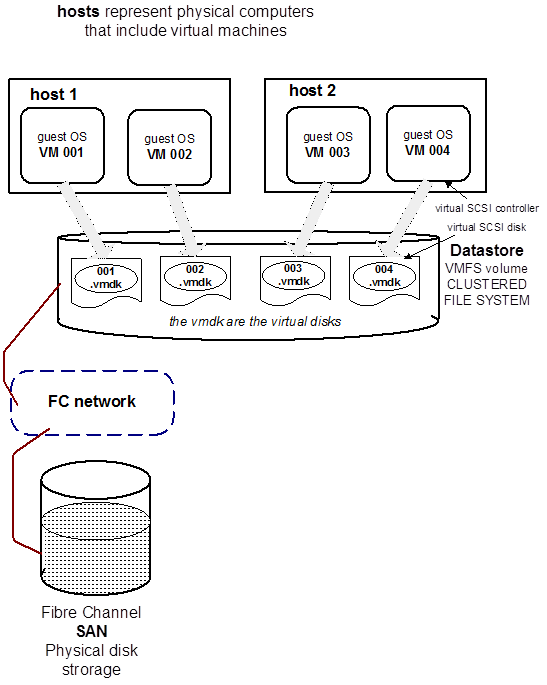 hosts represent physical computers
that include virtual machines
host 1
host 2
guest OS
VM 001
guest OS
VM 002
guest OS
VM 003
guest OS
VM 004
virtual SCSI controller
virtual SCSI disk
Datastore
VMFS volume
CLUSTERED
FILE SYSTEM
001
.vmdk
002
.vmdk
003
.vmdk
004
.vmdk
the vmdk are the virtual disks
FC network
Fibre Channel
SAN
Physical disk
strorage